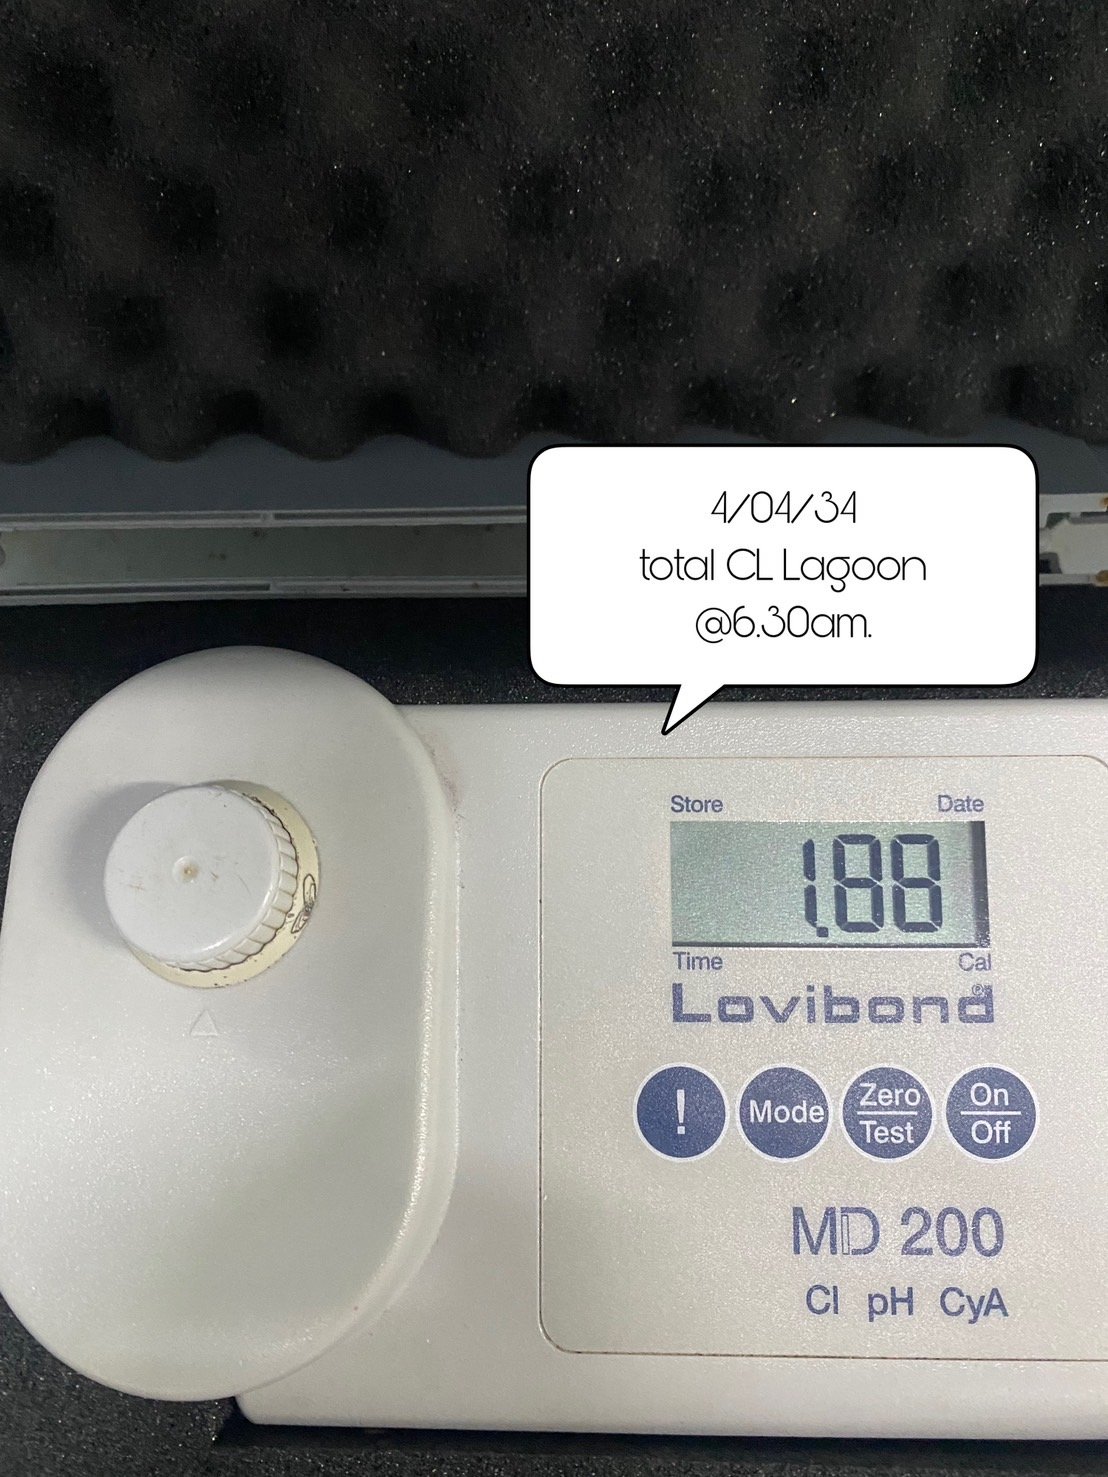 4/04/34
total CL Lagoon
@6.30am.
Store Date
1.88
Time Cal
Lovibond®
! Mode Zero/Test On/Off
MD 200
Cl pH CyA